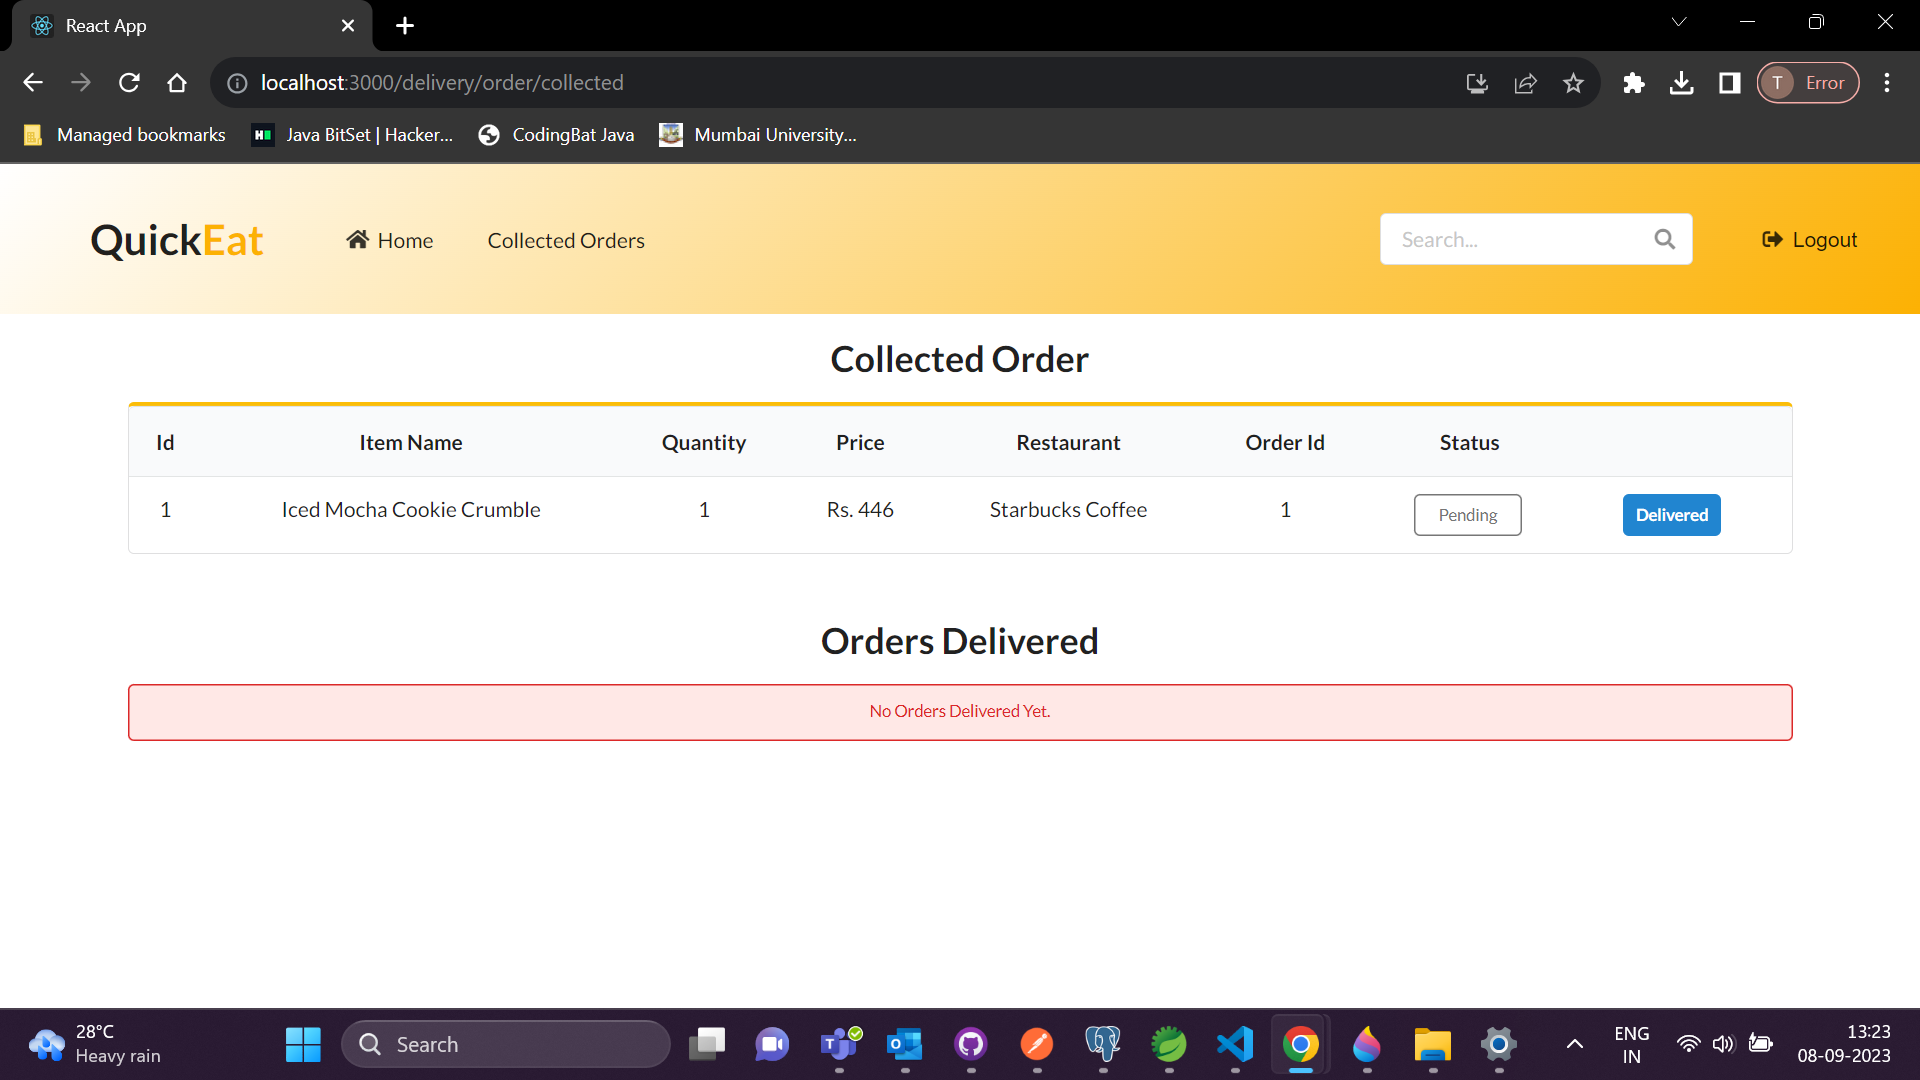 React App
localhost:3000/delivery/order/collected
T Error
Managed bookmarks
Java BitSet | Hacker...
CodingBat Java
Mumbai University...
QuickEat
Home
Collected Orders
Search...
Logout
Collected Order
Id Item Name Quantity Price Restaurant Order Id Status
1 Iced Mocha Cookie Crumble 1 Rs. 446 Starbucks Coffee 1 Pending Delivered
Orders Delivered
No Orders Delivered Yet.
28°C
Heavy rain
Search
ENG
IN
13:23
08-09-2023